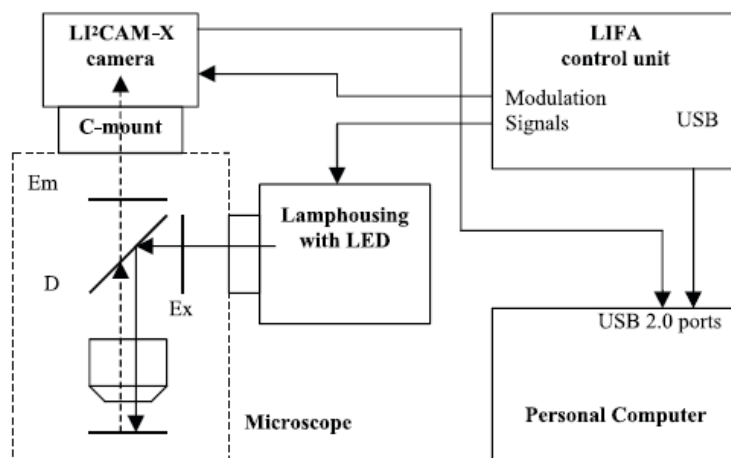 LI²CAM-X
camera
LIFA
control unit
Modulation
Signals
USB
C-mount
Em
Lamphousing
with LED
D
Ex
USB 2.0 ports
Microscope
Personal Computer